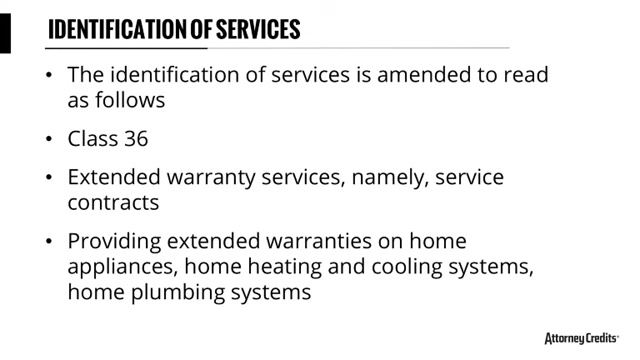 IDENTIFICATION OF SERVICES
• The identification of services is amended to read
as follows
• Class 36
• Extended warranty services, namely, service
contracts
• Providing extended warranties on home
appliances, home heating and cooling systems,
home plumbing systems
Attorney Credits